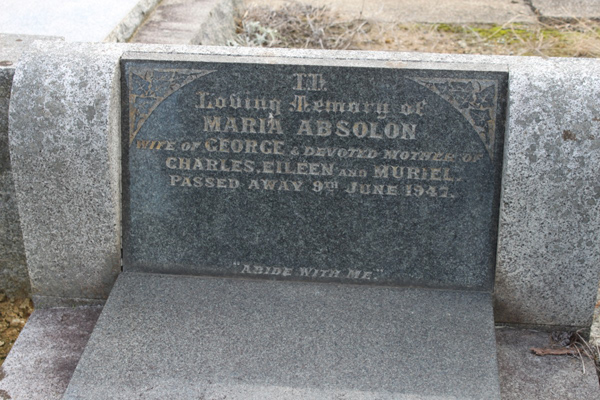 IN
Loving Memory of
MARIA ABSOLON
WIFE OF GEORGE & DEVOTED MOTHER OF
CHARLES, EILEEN AND MURIEL.
PASSED AWAY 9TH JUNE 1947.
"ABIDE WITH ME."